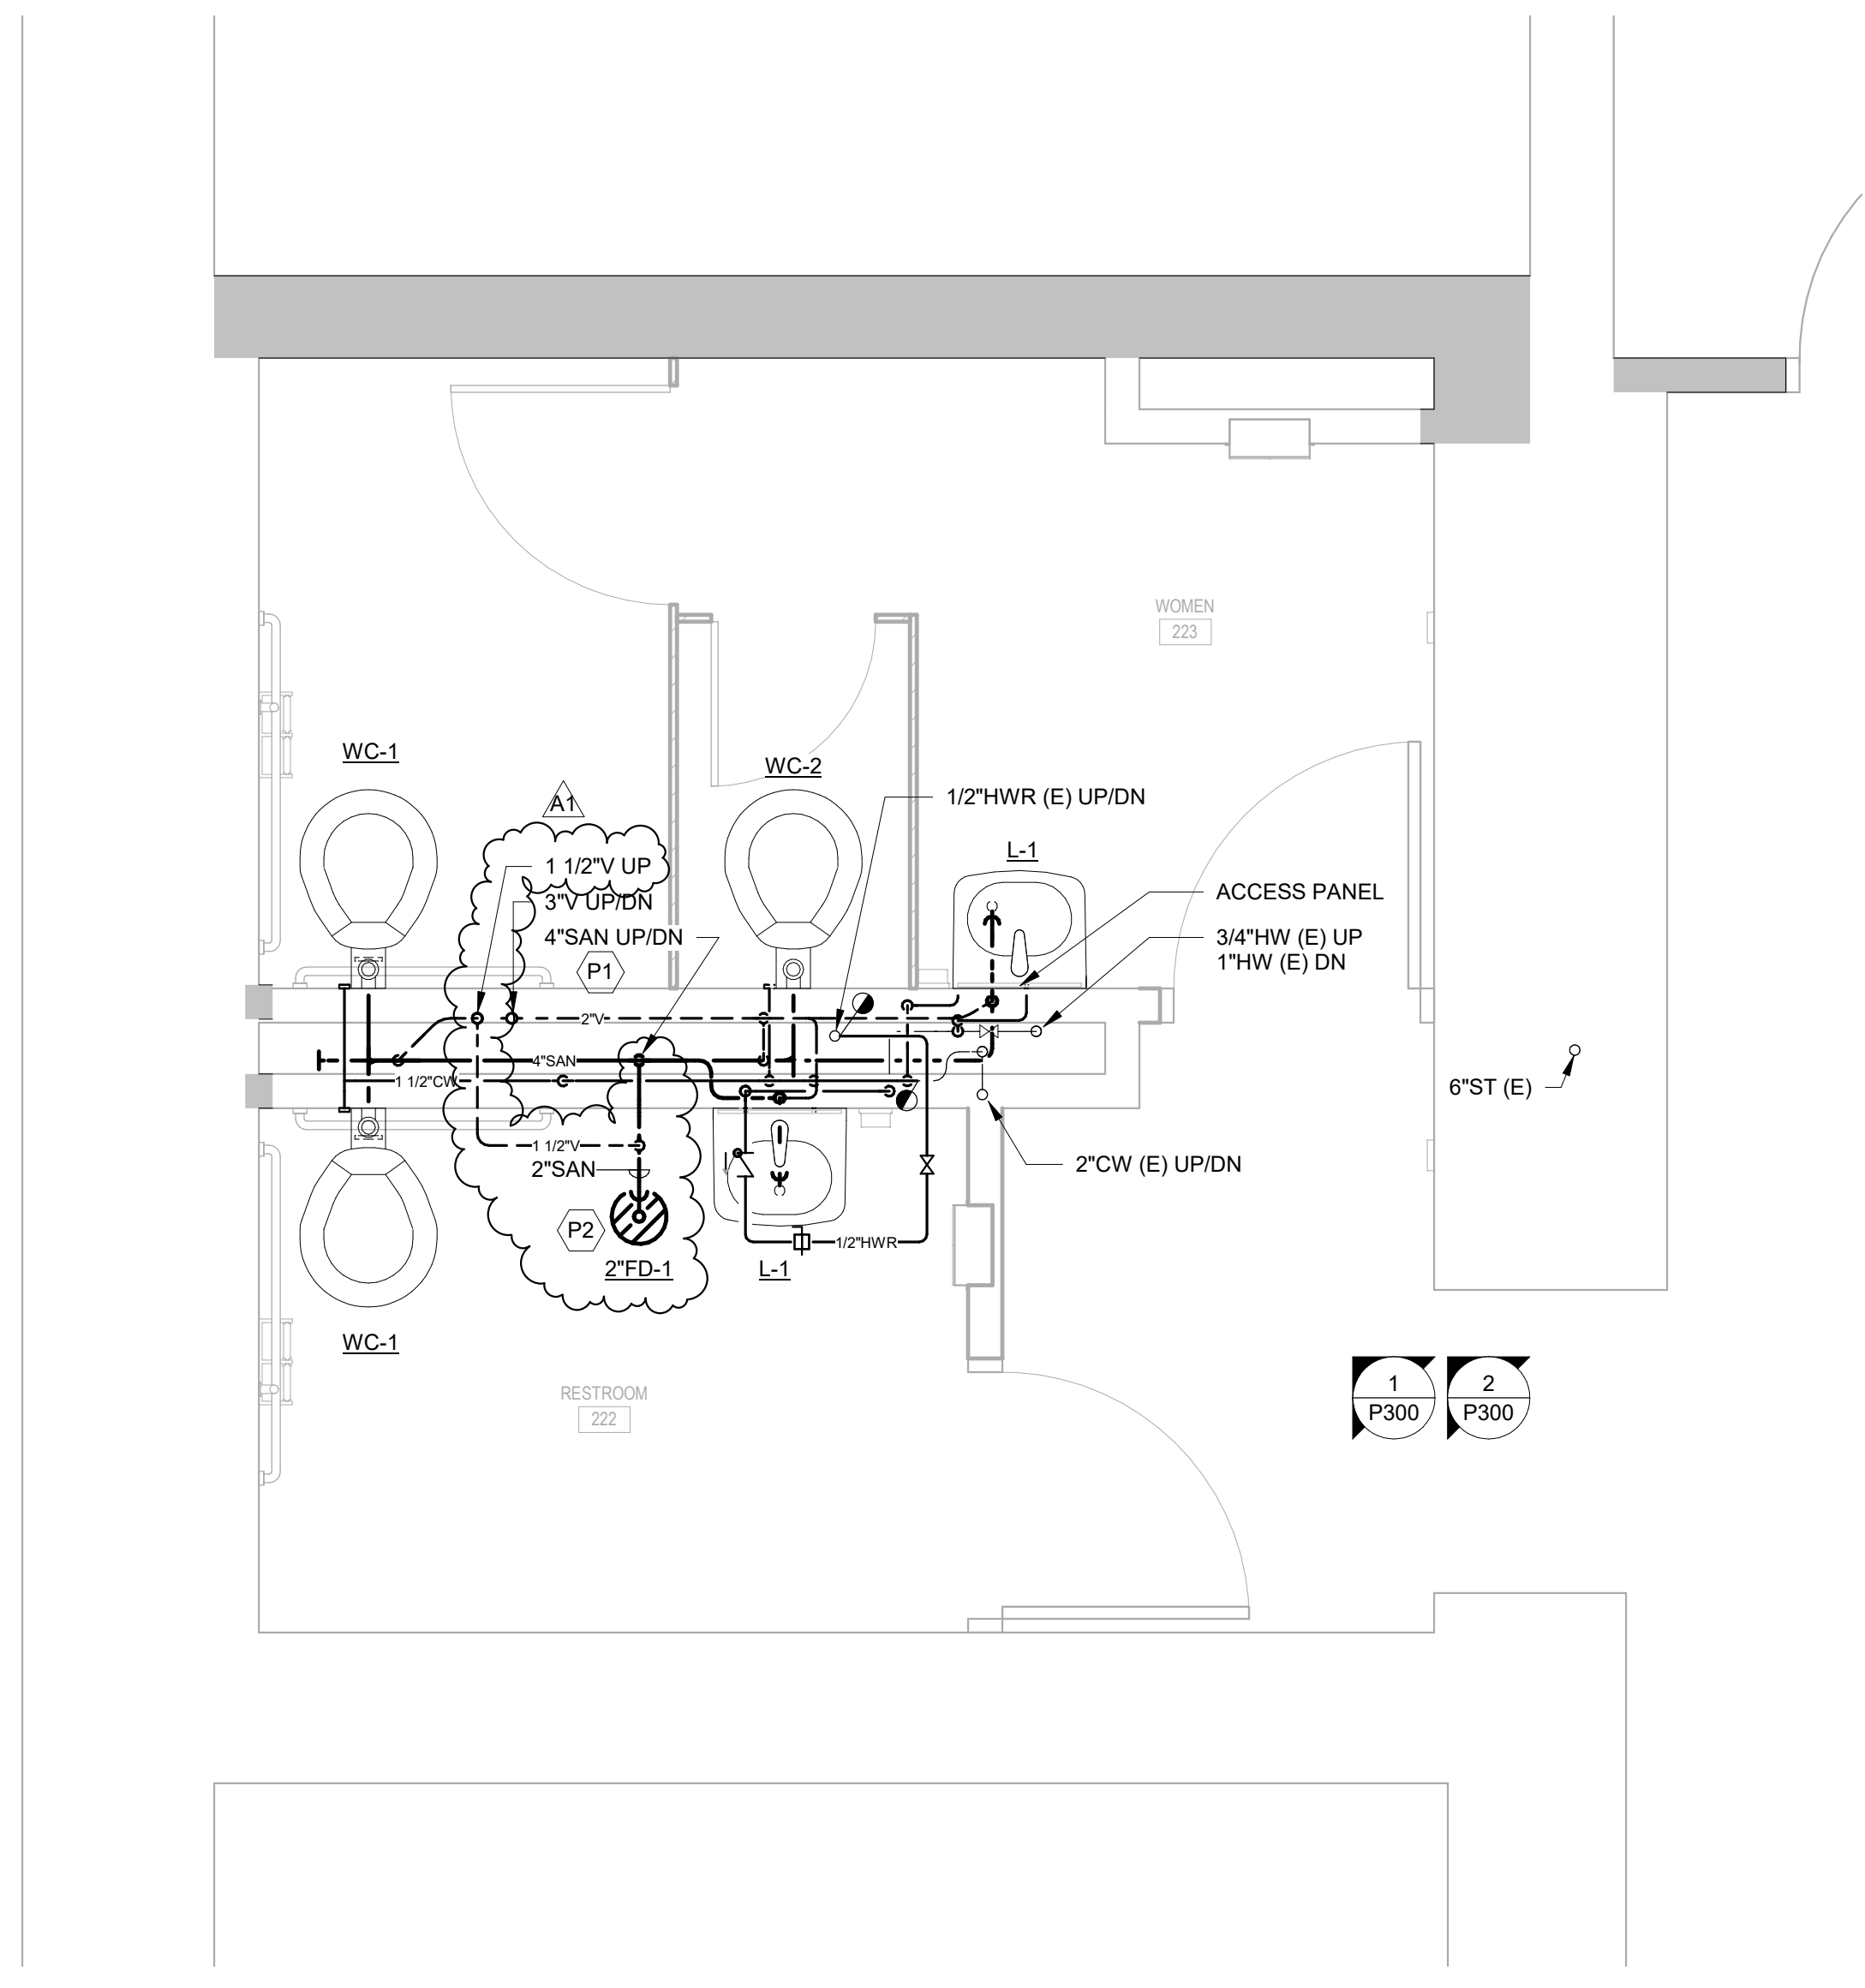 WOMEN
223
WC-1
WC-2
A1
1/2"HWR (E) UP/DN
L-1
1 1/2"V UP
3"V UP/DN
4"SAN UP/DN
P1
ACCESS PANEL
3/4"HW (E) UP
1"HW (E) DN
2"V
4"SAN
1 1/2"CW
6"ST (E)
1 1/2"V
2"SAN
2"CW (E) UP/DN
P2
1/2"HWR
2"FD-1
L-1
WC-1
RESTROOM
222
1
P300
2
P300